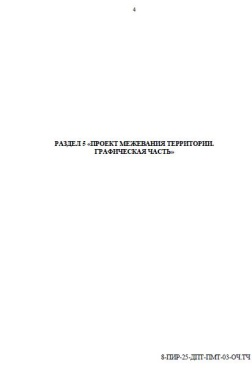 4
РАЗДЕЛ 5 «ПРОЕКТ МЕЖЕВАНИЯ ТЕРРИТОРИИ.
ГРАФИЧЕСКАЯ ЧАСТЬ»
8-ПИР-25-ДПТ-ПМТ-03-ОЧ.ТЧ